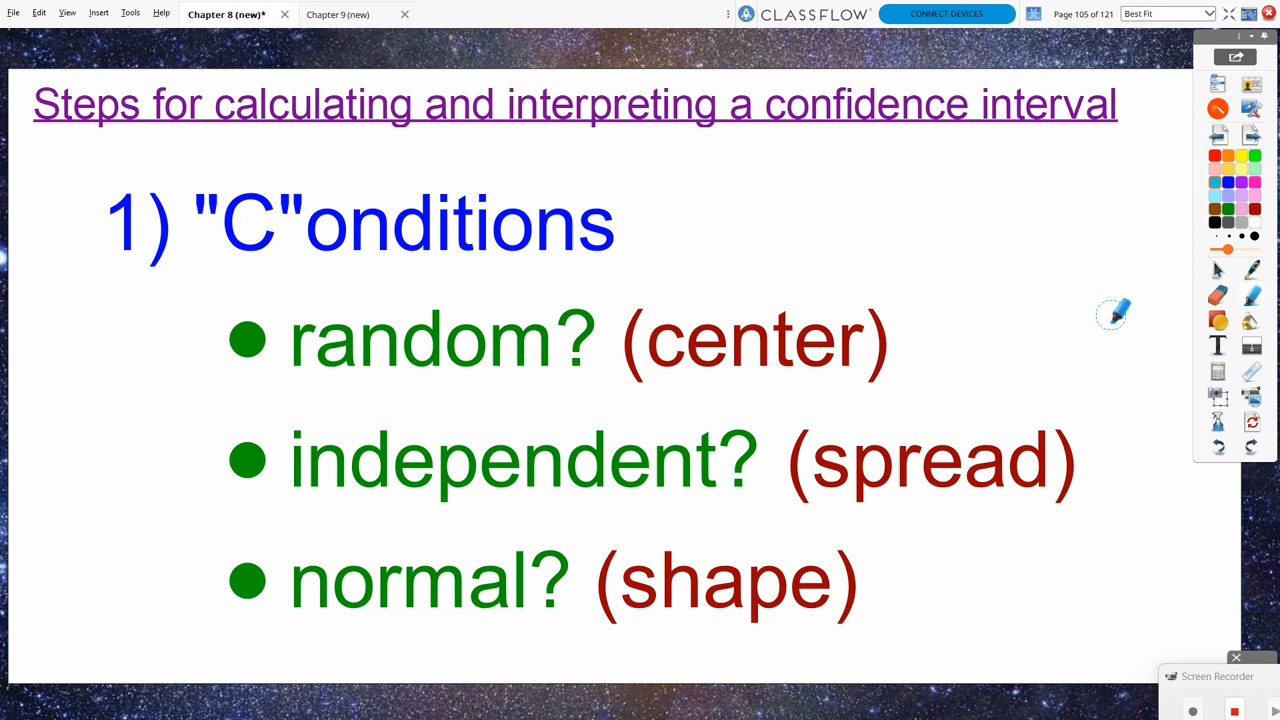 File Edit View Insert Tools Help Chapter 8 (new)* Chapter 9 (new) CLASSFLOW CONNECT DEVICES Page 105 of 121 Best Fit
Steps for calculating and interpreting a confidence interval
1) "C"onditions
● random? (center)
● independent? (spread)
● normal? (shape)
Screen Recorder